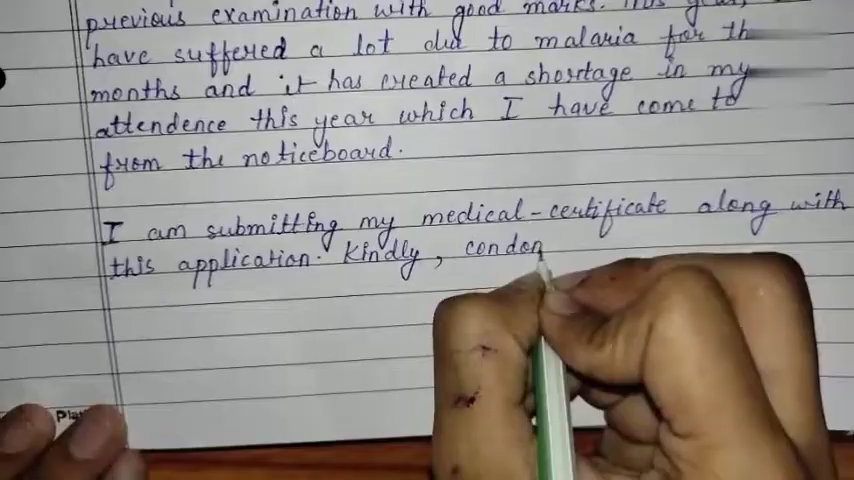 previous examination with good marks. This year,
have suffered a lot due to malaria for th
months and it has created a shortage in my
attendence this year which I have come to
from the noticeboard.
I am submitting my medical-certificate along with
this application. Kindly, condon